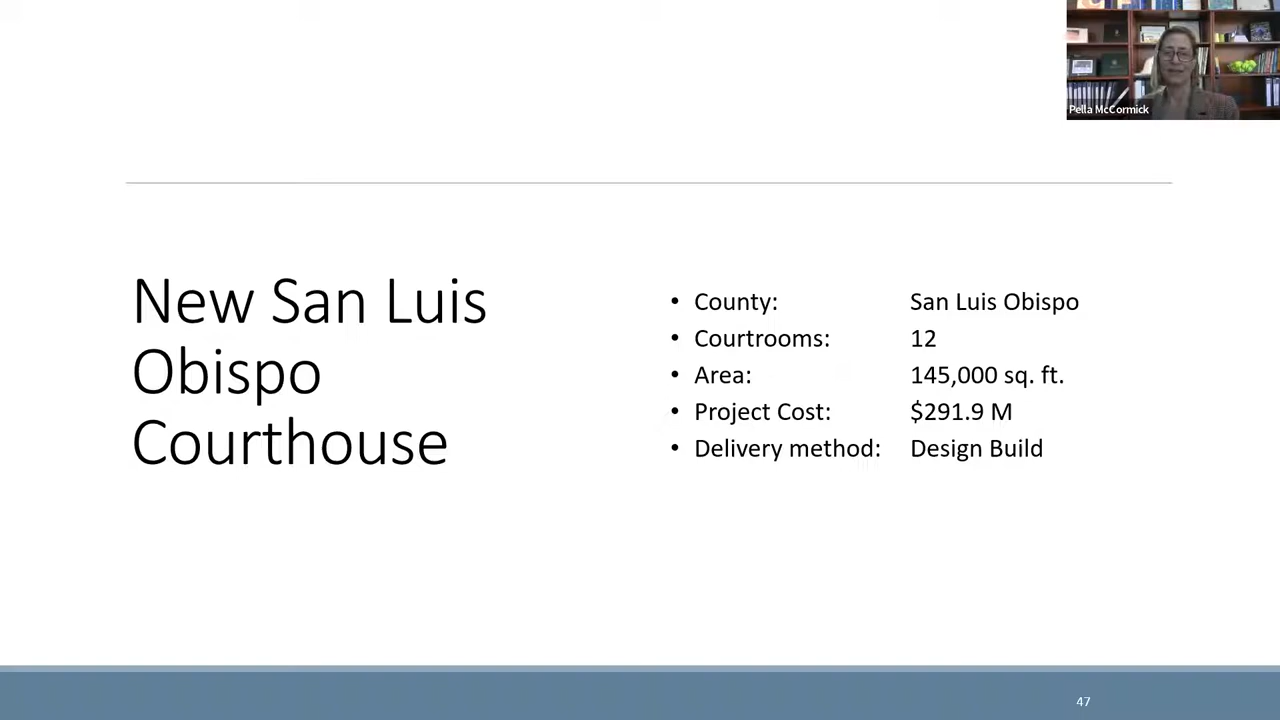 Pella McCormick
New San Luis
Obispo
Courthouse
• County: San Luis Obispo
• Courtrooms: 12
• Area: 145,000 sq. ft.
• Project Cost: $291.9 M
• Delivery method: Design Build
47